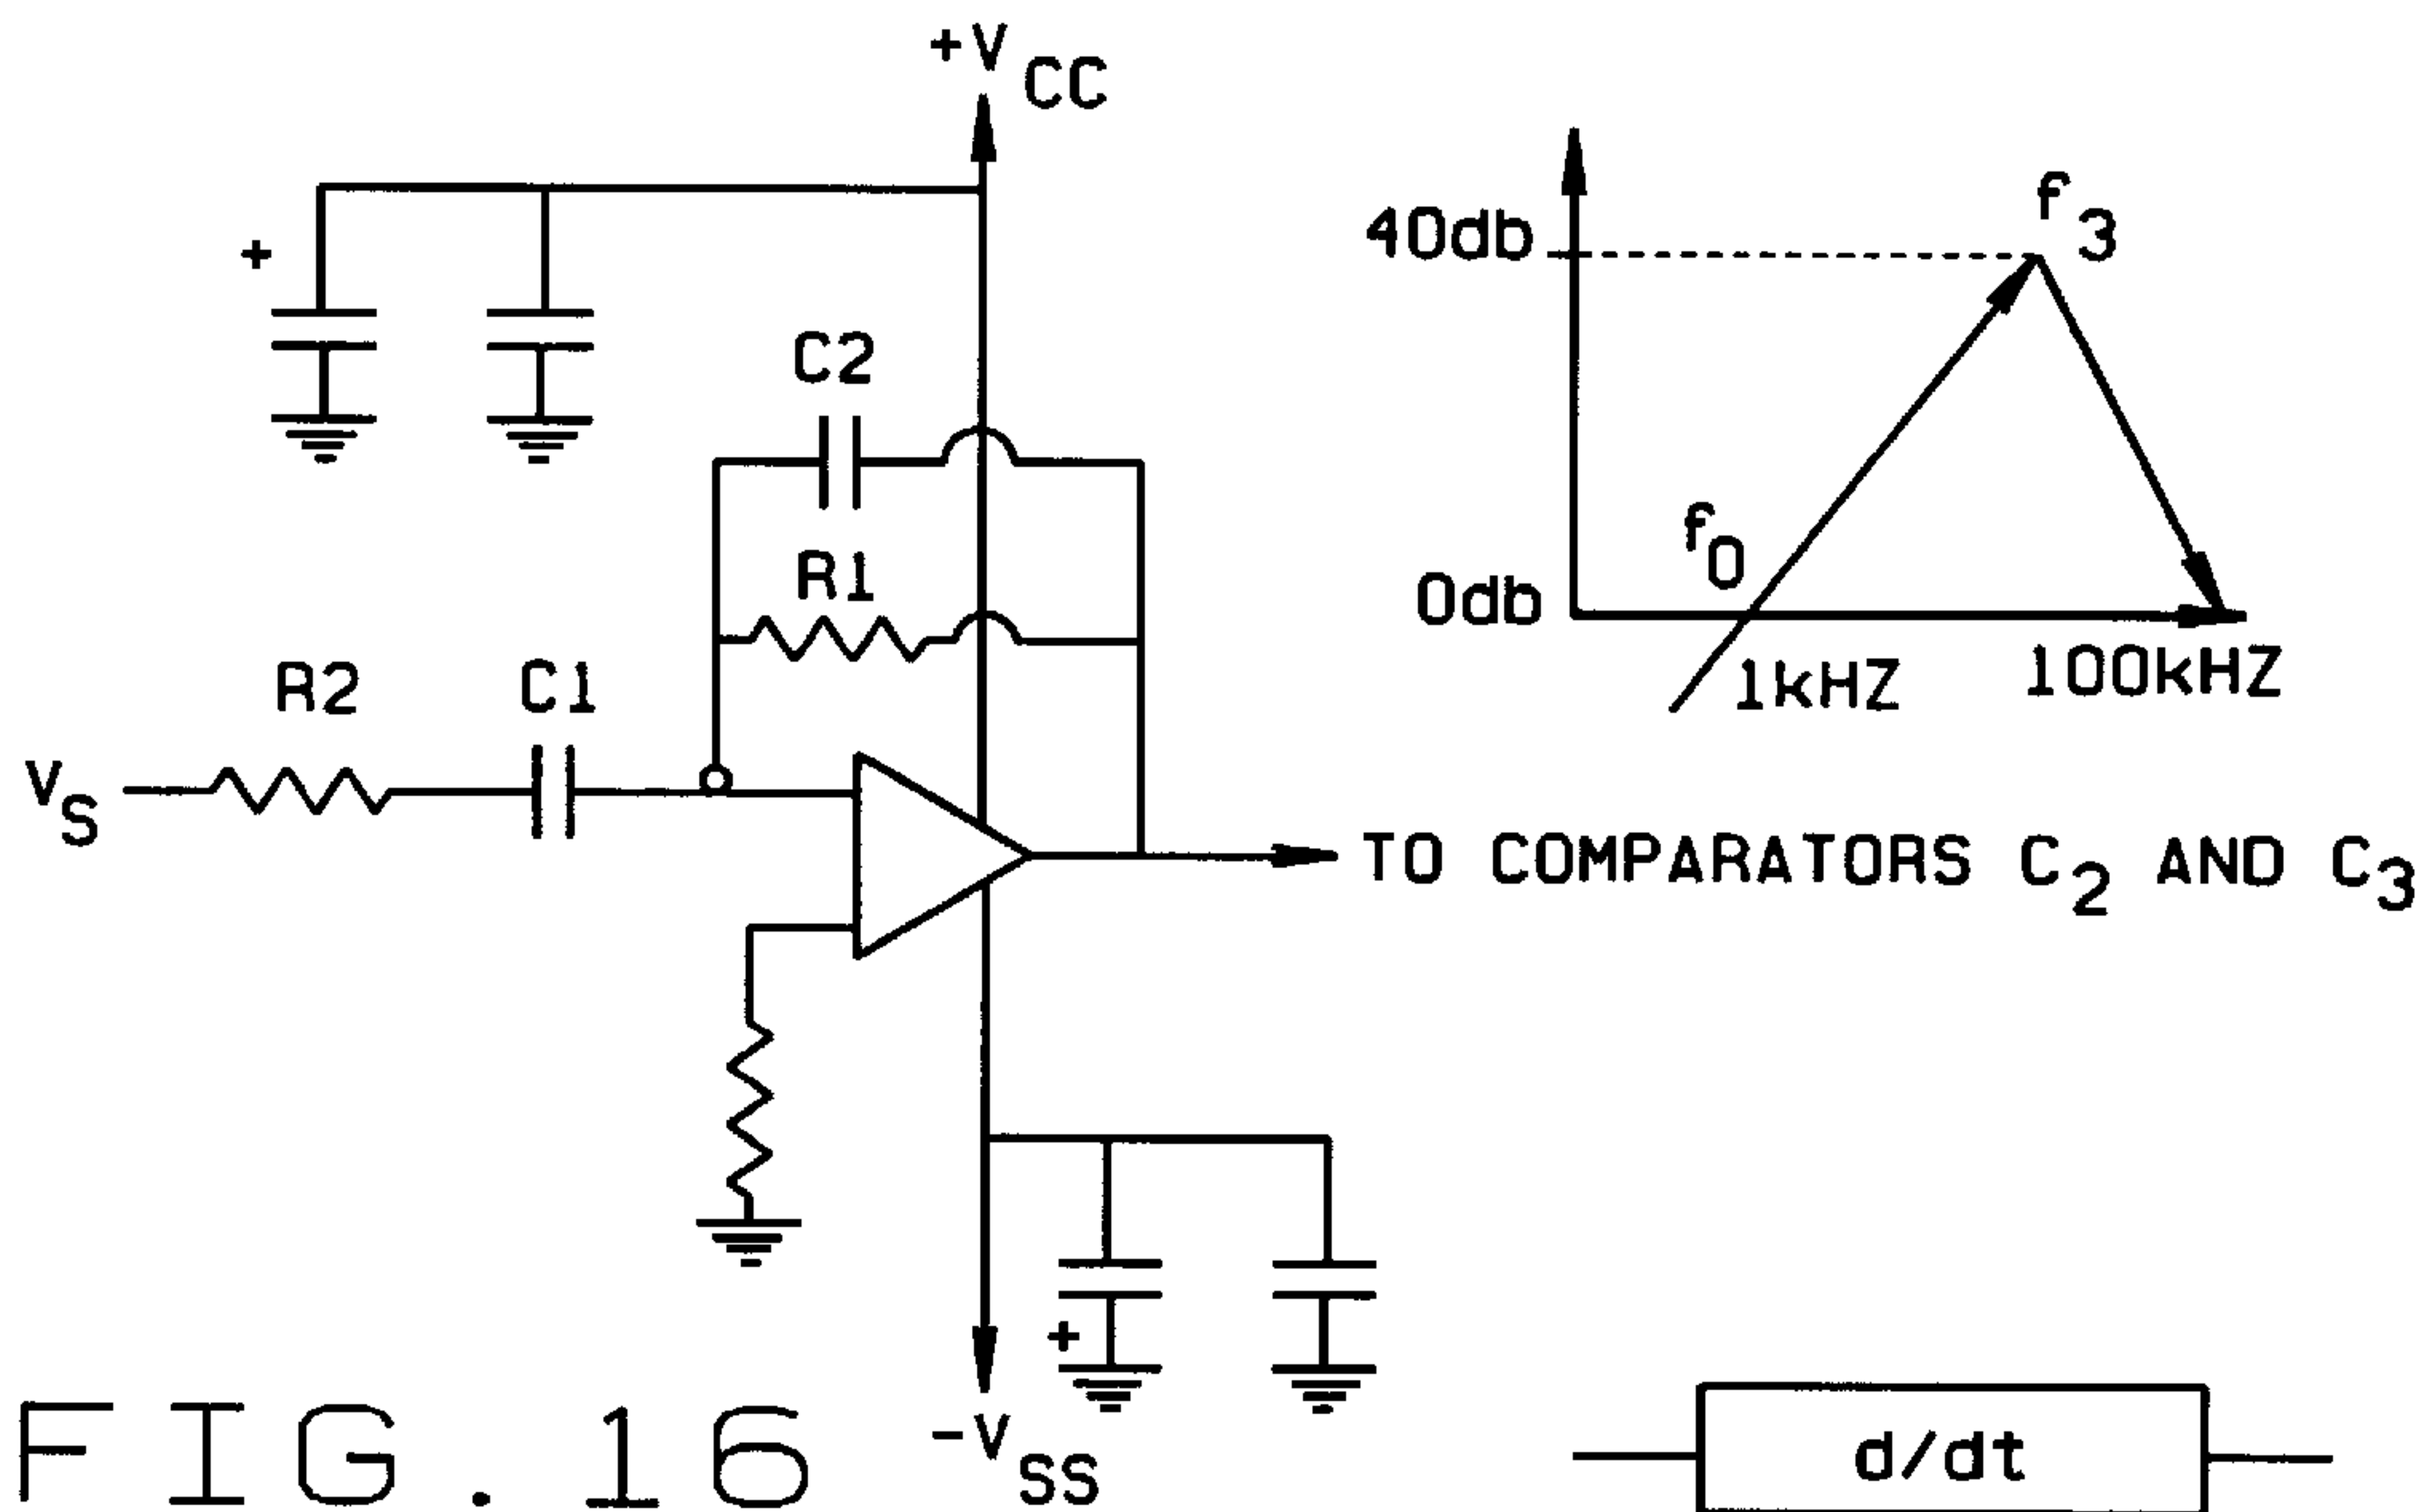 +VCC
+
C2
R1
R2
C1
VS
TO COMPARATORS C2 AND C3
+
-VSS
40db
f3
f0
0db
1kHZ
100kHZ
d/dt
FIG.16